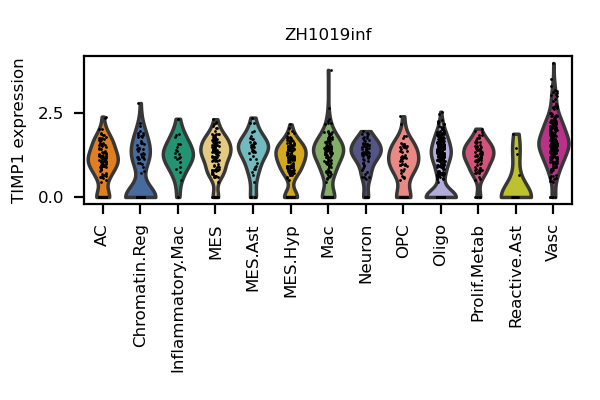 ZH1019inf
TIMP1 expression
2.5
0.0
AC
Chromatin.Reg
Inflammatory.Mac
MES
MES.Ast
MES.Hyp
Mac
Neuron
OPC
Oligo
Prolif.Metab
Reactive.Ast
Vasc